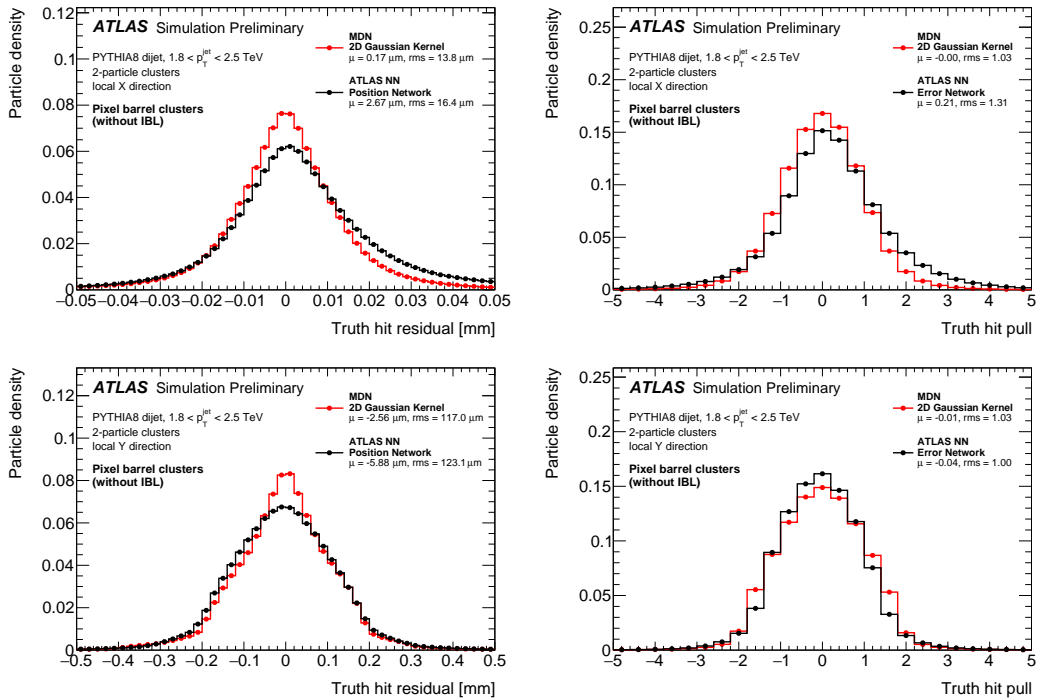 ATLAS Simulation Preliminary
PYTHIA8 dijet, 1.8 < p_T^jet < 2.5 TeV
2-particle clusters
local X direction
Pixel barrel clusters
(without IBL)
MDN
2D Gaussian Kernel
μ = 0.17 μm, rms = 13.8 μm
ATLAS NN
Position Network
μ = 2.67 μm, rms = 16.4 μm
Particle density
0.12
0.1
0.08
0.06
0.04
0.02
0
−0.05 −0.04 −0.03 −0.02 −0.01 0 0.01 0.02 0.03 0.04 0.05
Truth hit residual [mm]
ATLAS Simulation Preliminary
PYTHIA8 dijet, 1.8 < p_T^jet < 2.5 TeV
2-particle clusters
local X direction
Pixel barrel clusters
(without IBL)
MDN
2D Gaussian Kernel
μ = -0.00, rms = 1.03
ATLAS NN
Error Network
μ = 0.21, rms = 1.31
Particle density
0.25
0.2
0.15
0.1
0.05
0
−5 −4 −3 −2 −1 0 1 2 3 4 5
Truth hit pull
ATLAS Simulation Preliminary
PYTHIA8 dijet, 1.8 < p_T^jet < 2.5 TeV
2-particle clusters
local Y direction
Pixel barrel clusters
(without IBL)
MDN
2D Gaussian Kernel
μ = -2.56 μm, rms = 117.0 μm
ATLAS NN
Position Network
μ = -5.88 μm, rms = 123.1 μm
Particle density
0.12
0.1
0.08
0.06
0.04
0.02
0
−0.5 −0.4 −0.3 −0.2 −0.1 0 0.1 0.2 0.3 0.4 0.5
Truth hit residual [mm]
ATLAS Simulation Preliminary
PYTHIA8 dijet, 1.8 < p_T^jet < 2.5 TeV
2-particle clusters
local Y direction
Pixel barrel clusters
(without IBL)
MDN
2D Gaussian Kernel
μ = -0.01, rms = 1.03
ATLAS NN
Error Network
μ = -0.04, rms = 1.00
Particle density
0.25
0.2
0.15
0.1
0.05
0
−5 −4 −3 −2 −1 0 1 2 3 4 5
Truth hit pull